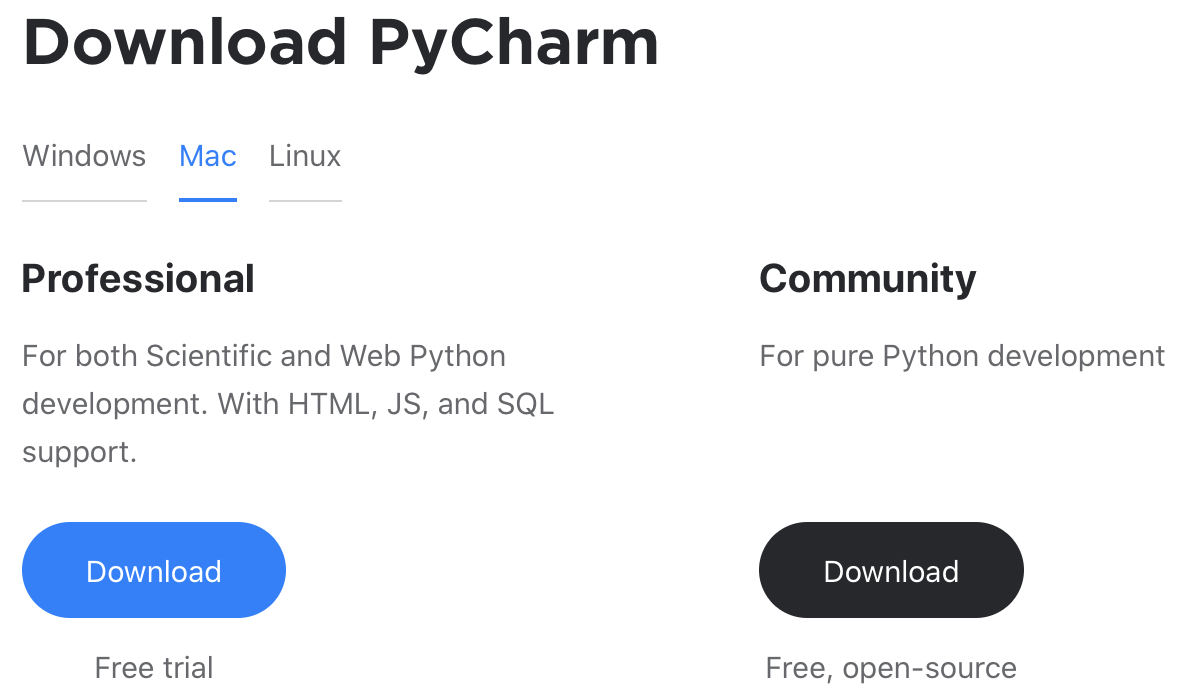 Download PyCharm
Windows Mac Linux
Professional
For both Scientific and Web Python
development. With HTML, JS, and SQL
support.
Download
Free trial
Community
For pure Python development
Download
Free, open-source